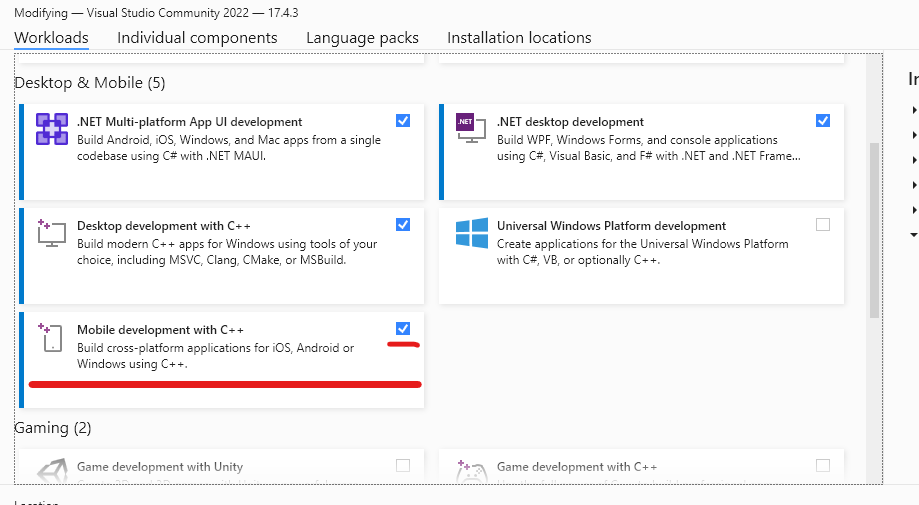 Modifying — Visual Studio Community 2022 — 17.4.3
Workloads Individual components Language packs Installation locations
Desktop & Mobile (5)
.NET Multi-platform App UI development
Build Android, iOS, Windows, and Mac apps from a single
codebase using C# with .NET MAUI.
.NET
.NET desktop development
Build WPF, Windows Forms, and console applications
using C#, Visual Basic, and F# with .NET and .NET Frame...
Desktop development with C++
Build modern C++ apps for Windows using tools of your
choice, including MSVC, Clang, CMake, or MSBuild.
Universal Windows Platform development
Create applications for the Universal Windows Platform
with C#, VB, or optionally C++.
Mobile development with C++
Build cross-platform applications for iOS, Android or
Windows using C++.
Gaming (2)
Game development with Unity
Game development with C++